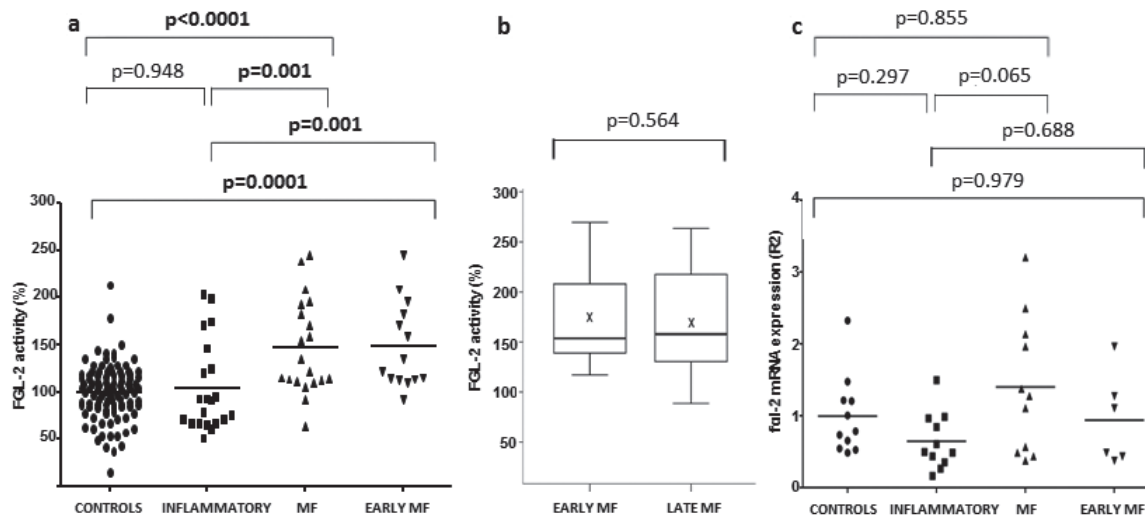 a
p<0.0001
p=0.948
p=0.001
p=0.001
p=0.0001
FGL-2 activity (%)
300
250
200
150
100
50
CONTROLS INFLAMMATORY MF EARLY MF
b
p=0.564
FGL-2 activity (%)
300
250
200
150
100
50
x
x
EARLY MF LATE MF
c
p=0.855
p=0.297
p=0.065
p=0.688
p=0.979
fgl-2 mRNA expression (R2)
4
3
2
1
0
CONTROLS INFLAMMATORY MF EARLY MF